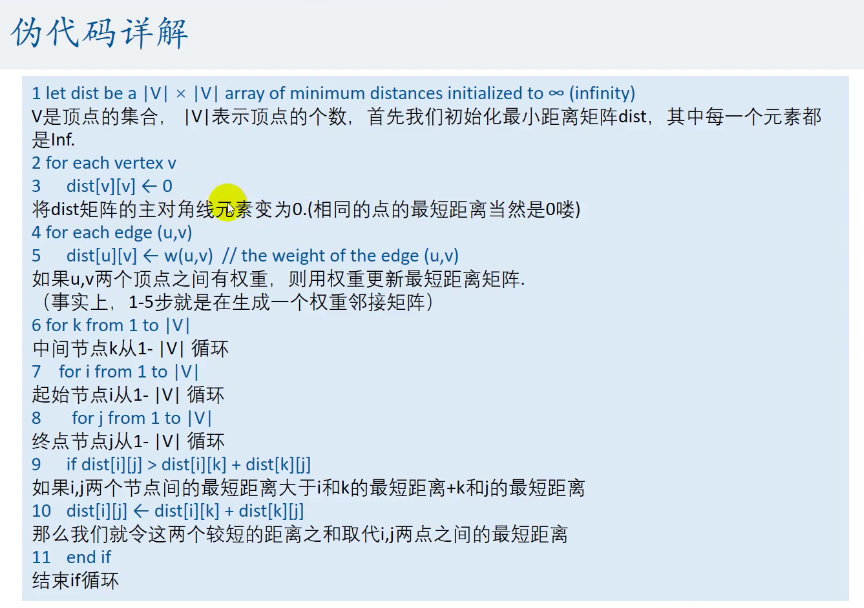 伪代码详解
1 let dist be a |V| × |V| array of minimum distances initialized to ∞ (infinity)
V是顶点的集合， |V|表示顶点的个数，首先我们初始化最小距离矩阵dist，其中每一个元素都
是Inf.
2 for each vertex v
3 dist[v][v] ← 0
将dist矩阵的主对角线元素变为0.(相同的点的最短距离当然是0喽)
4 for each edge (u,v)
5 dist[u][v] ← w(u,v) // the weight of the edge (u,v)
如果u,v两个顶点之间有权重，则用权重更新最短距离矩阵.
（事实上，1-5步就是在生成一个权重邻接矩阵）
6 for k from 1 to |V|
中间节点k从1- |V| 循环
7 for i from 1 to |V|
起始节点i从1- |V| 循环
8 for j from 1 to |V|
终点节点j从1- |V| 循环
9 if dist[i][j] > dist[i][k] + dist[k][j]
如果i,j两个节点间的最短距离大于i和k的最短距离+k和j的最短距离
10 dist[i][j] ← dist[i][k] + dist[k][j]
那么我们就令这两个较短的距离之和取代i,j两点之间的最短距离
11 end if
结束if循环